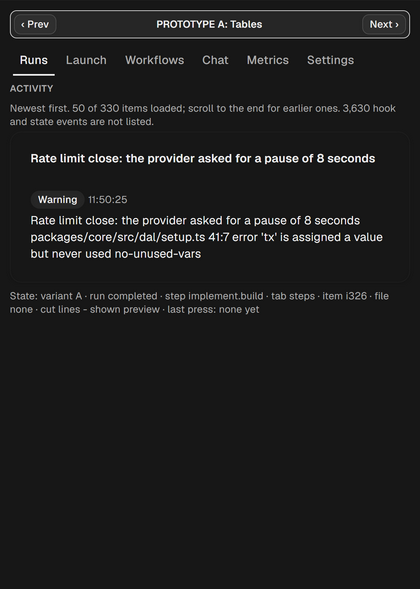 ‹ Prev
PROTOTYPE A: Tables
Next ›
Runs
Launch
Workflows
Chat
Metrics
Settings
ACTIVITY
Newest first. 50 of 330 items loaded; scroll to the end for earlier ones. 3,630 hook
and state events are not listed.
Rate limit close: the provider asked for a pause of 8 seconds
Warning 11:50:25
Rate limit close: the provider asked for a pause of 8 seconds
packages/core/src/dal/setup.ts 41:7 error 'tx' is assigned a value
but never used no-unused-vars
State: variant A · run completed · step implement.build · tab steps · item i326 · file
none · cut lines - shown preview · last press: none yet